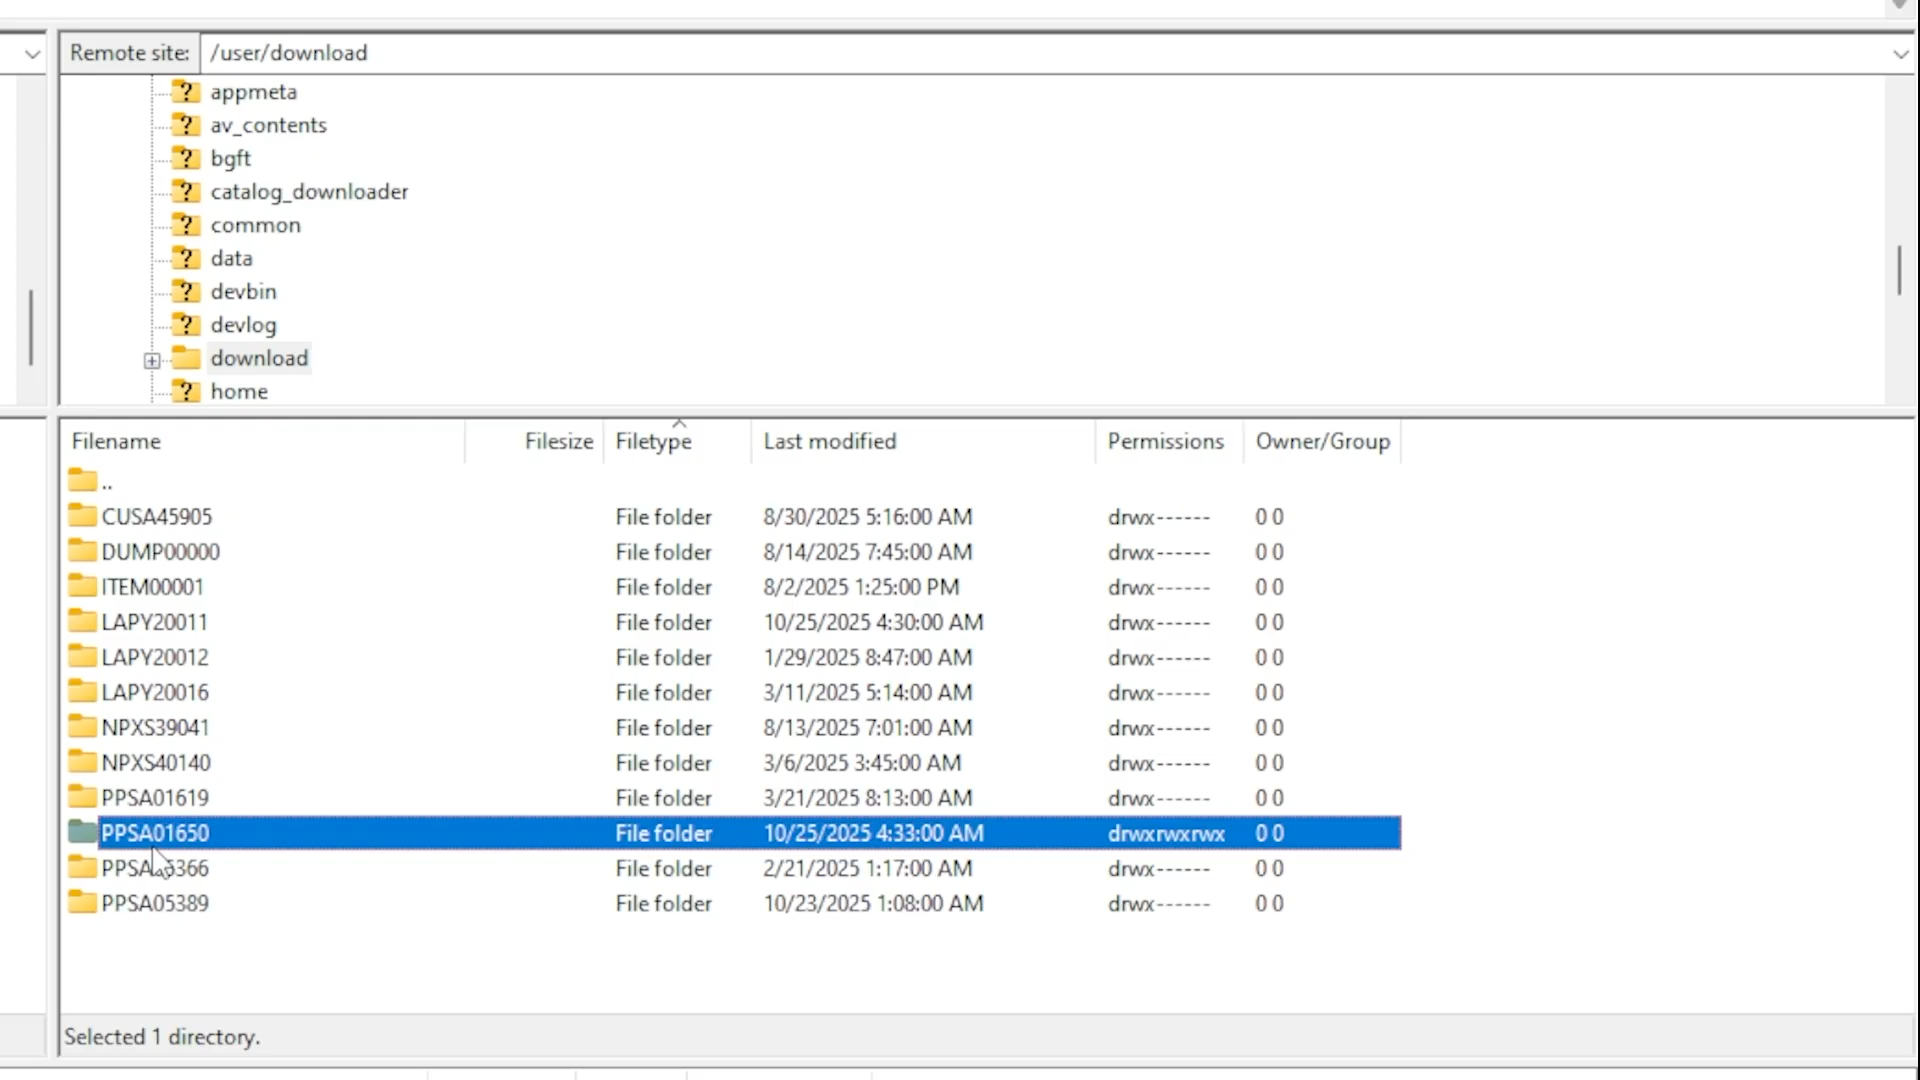 Remote site: /user/download
appmeta
av_contents
bgft
catalog_downloader
common
data
devbin
devlog
download
home
Filename Filesize Filetype Last modified Permissions Owner/Group
..
CUSA45905 File folder 8/30/2025 5:16:00 AM drwx------ 0 0
DUMP00000 File folder 8/14/2025 7:45:00 AM drwx------ 0 0
ITEM00001 File folder 8/2/2025 1:25:00 PM drwx------ 0 0
LAPY20011 File folder 10/25/2025 4:30:00 AM drwx------ 0 0
LAPY20012 File folder 1/29/2025 8:47:00 AM drwx------ 0 0
LAPY20016 File folder 3/11/2025 5:14:00 AM drwx------ 0 0
NPXS39041 File folder 8/13/2025 7:01:00 AM drwx------ 0 0
NPXS40140 File folder 3/6/2025 3:45:00 AM drwx------ 0 0
PPSA01619 File folder 3/21/2025 8:13:00 AM drwx------ 0 0
PPSA01650 File folder 10/25/2025 4:33:00 AM drwxrwxrwx 0 0
File folder 2/21/2025 1:17:00 AM drwx------ 0 0
PPSA05389 File folder 10/23/2025 1:08:00 AM drwx------ 0 0
Selected 1 directory.